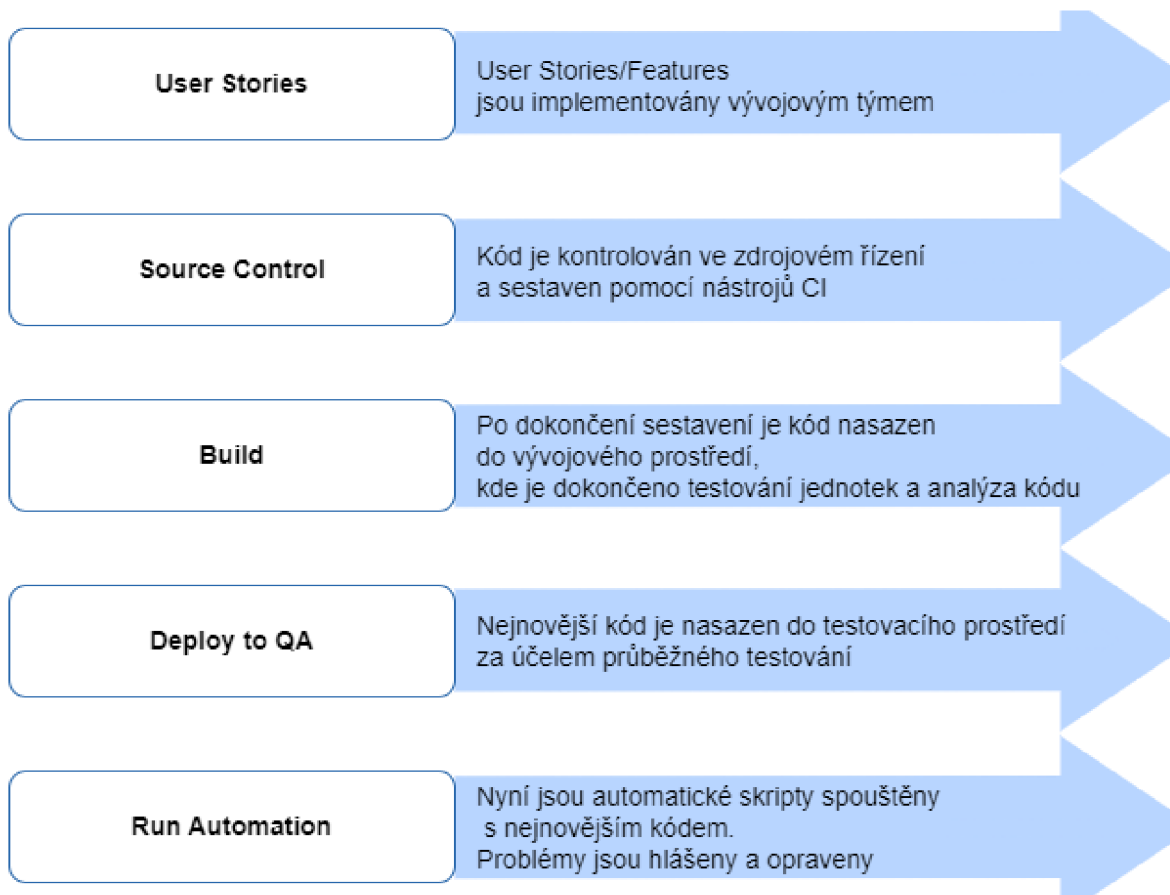 User Stories
User Stories/Features
jsou implementovány vývojovým týmem
Source Control
Kód je kontrolován ve zdrojovém řízení
a sestaven pomocí nástrojů CI
Build
Po dokončení sestavení je kód nasazen
do vývojového prostředí,
kde je dokončeno testování jednotek a analýza kódu
Deploy to QA
Nejnovější kód je nasazen do testovacího prostředí
za účelem průběžného testování
Run Automation
Nyní jsou automatické skripty spouštěny
s nejnovějším kódem.
Problémy jsou hlášeny a opraveny